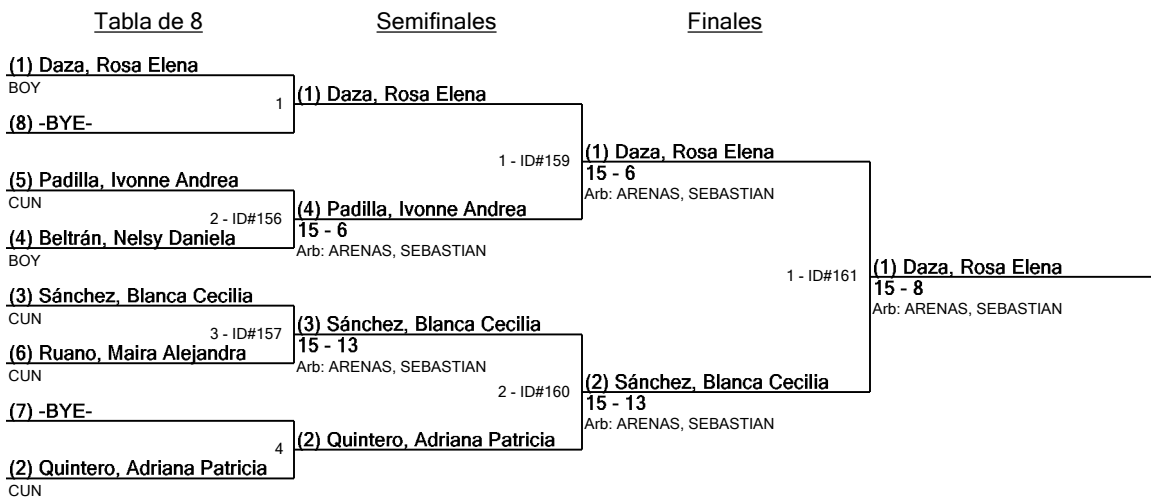 Tabla de 8
Semifinales
Finales
(1) Daza, Rosa Elena
BOY
1
(8) -BYE-
(5) Padilla, Ivonne Andrea
CUN
2 - ID#156
(4) Beltrán, Nelsy Daniela
BOY
(3) Sánchez, Blanca Cecilia
CUN
3 - ID#157
(6) Ruano, Maira Alejandra
CUN
(7) -BYE-
4
(2) Quintero, Adriana Patricia
CUN
(1) Daza, Rosa Elena
1 - ID#159
(4) Padilla, Ivonne Andrea
15 - 6
Arb: ARENAS, SEBASTIAN
(3) Sánchez, Blanca Cecilia
15 - 13
Arb: ARENAS, SEBASTIAN
2 - ID#160
(2) Quintero, Adriana Patricia
(1) Daza, Rosa Elena
15 - 6
Arb: ARENAS, SEBASTIAN
1 - ID#161
(2) Sánchez, Blanca Cecilia
15 - 13
Arb: ARENAS, SEBASTIAN
(1) Daza, Rosa Elena
15 - 8
Arb: ARENAS, SEBASTIAN